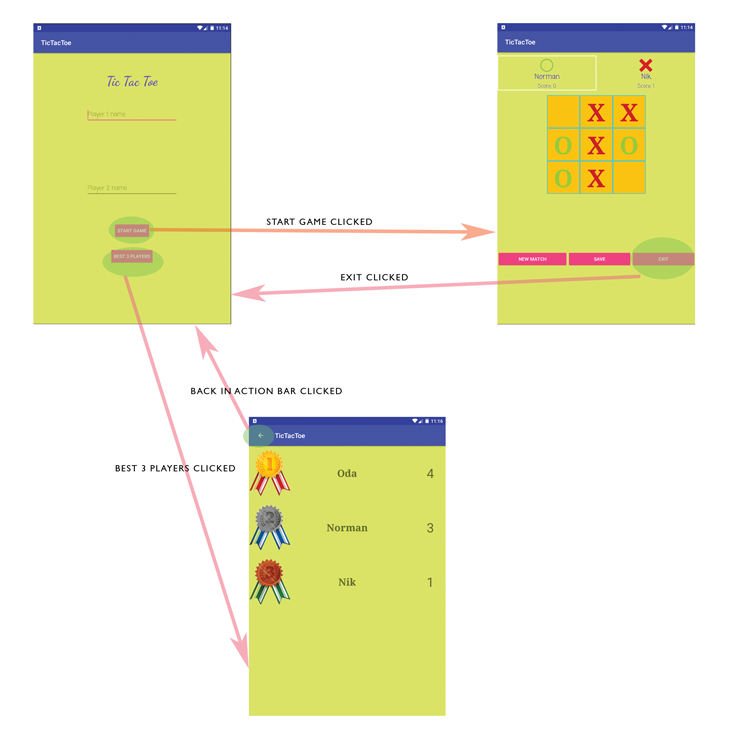 11:14
TicTacToe
Tic Tac Toe
Player 1 name
Player 2 name
START GAME
BEST 3 PLAYERS
START GAME CLICKED
11:14
TicTacToe
Norman
Score: 0
Nik
Score: 1
X X
O X O
O X
NEW MATCH SAVE EXIT
EXIT CLICKED
BACK IN ACTION BAR CLICKED
BEST 3 PLAYERS CLICKED
11:16
TicTacToe
1 Oda 4
2 Norman 3
3 Nik 1